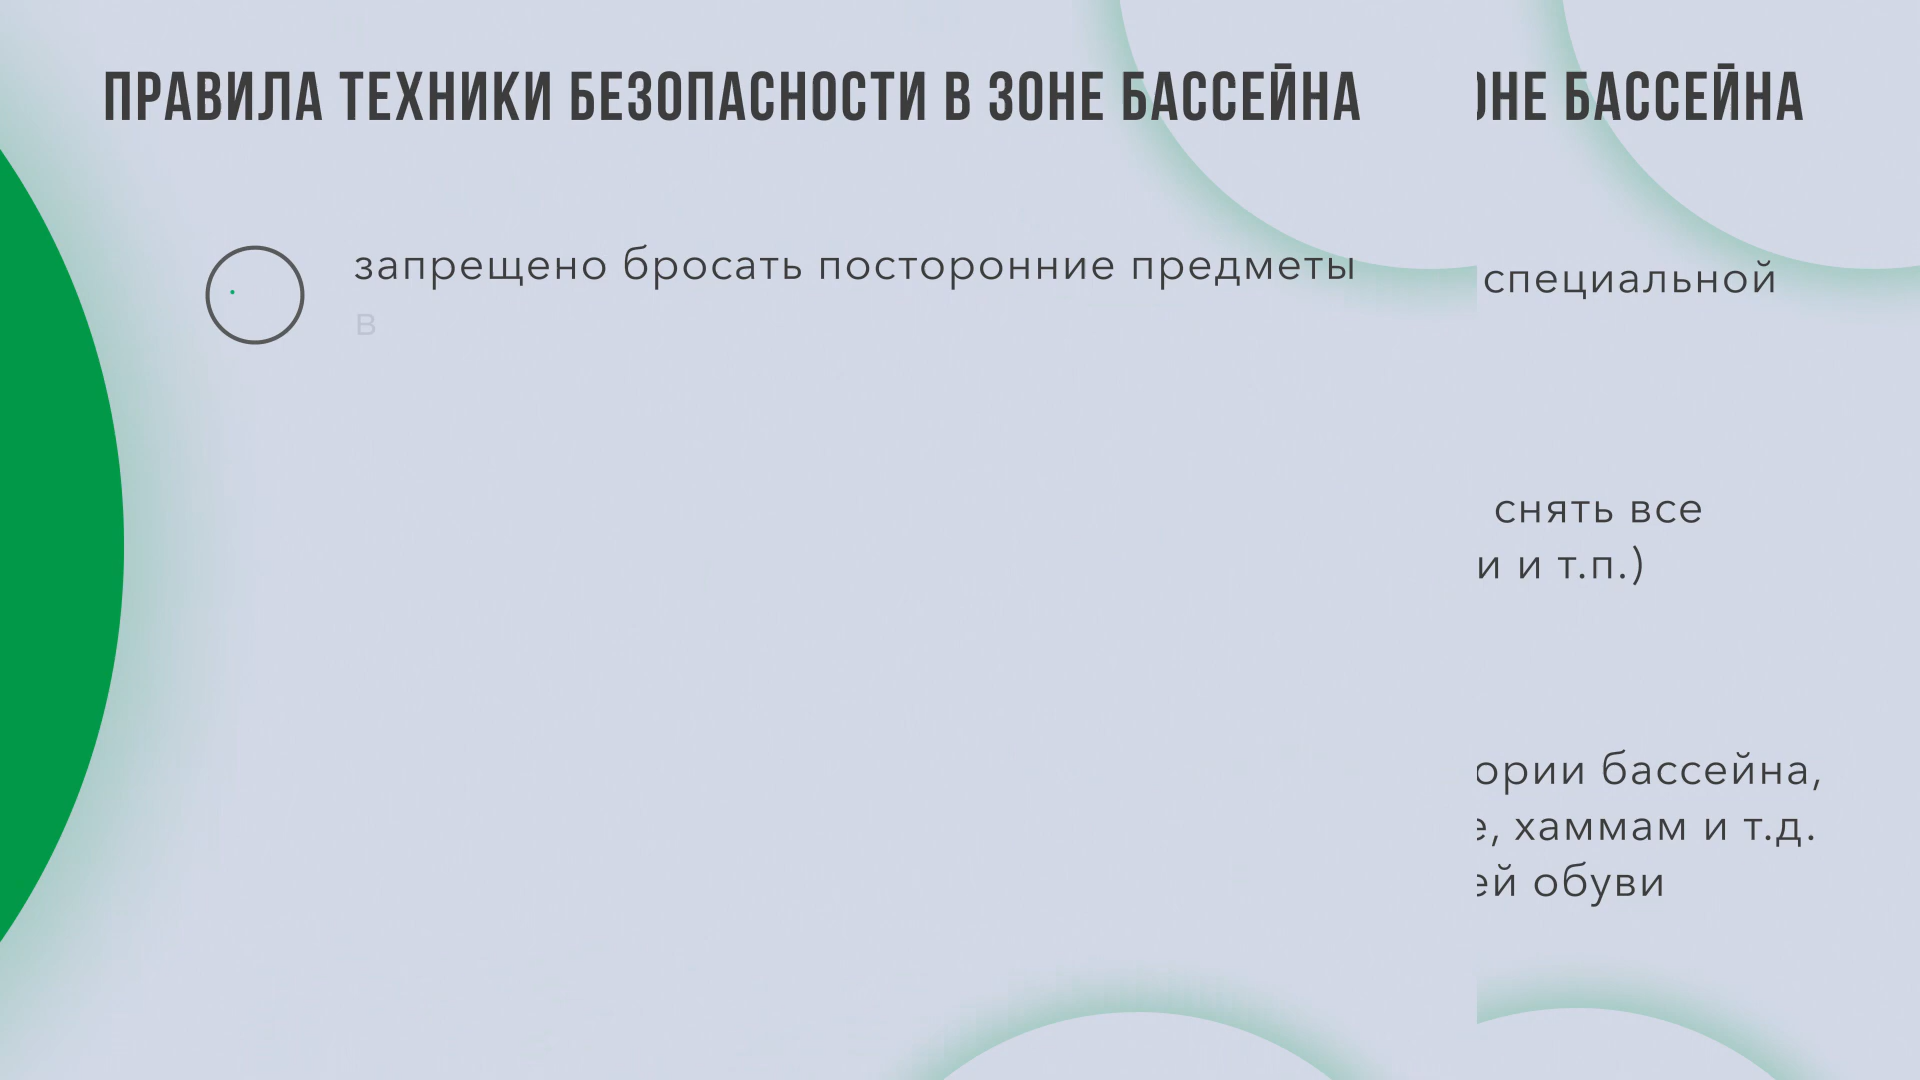 ПРАВИЛА ТЕХНИКИ БЕЗОПАСНОСТИ В ЗОНЕ БАССЕЙНА
запрещено бросать посторонние предметы
в
ОНЕ БАССЕЙНА
специальной
снять все
и и т.п.)
ории бассейна,
е, хаммам и т.д.
ей обуви